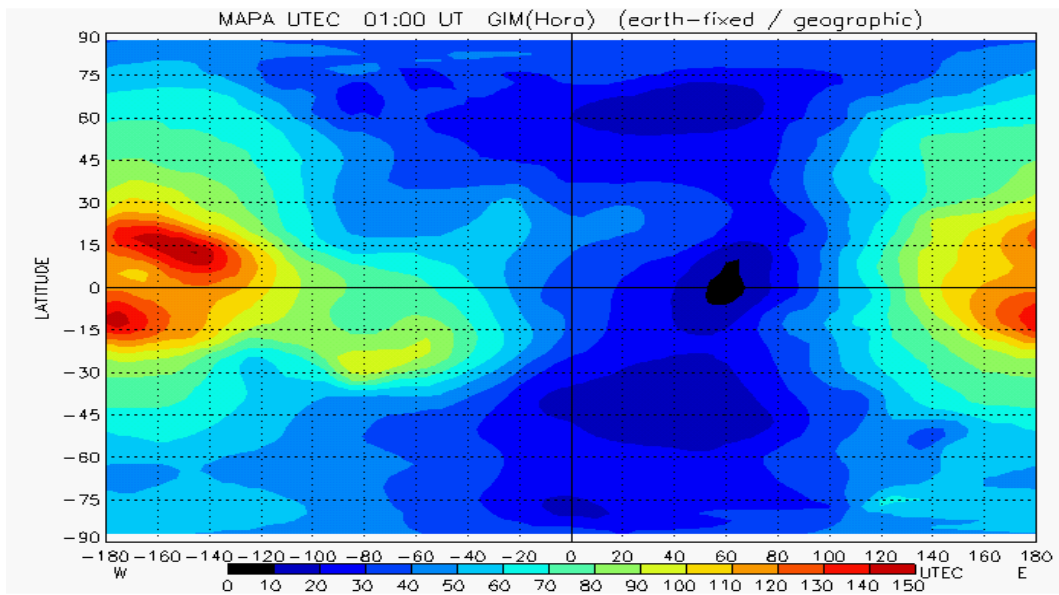 MAPA UTEC 01:00 UT GIM(Hora) (earth-fixed / geographic)
90
75
60
45
30
15
0
-15
-30
-45
-60
-75
-90
LATITUDE
-180 -160 -140 -120 -100 -80 -60 -40 -20 0 20 40 60 80 100 120 140 160 180
W E
UTEC
0 10 20 30 40 50 60 70 80 90 100 110 120 130 140 150